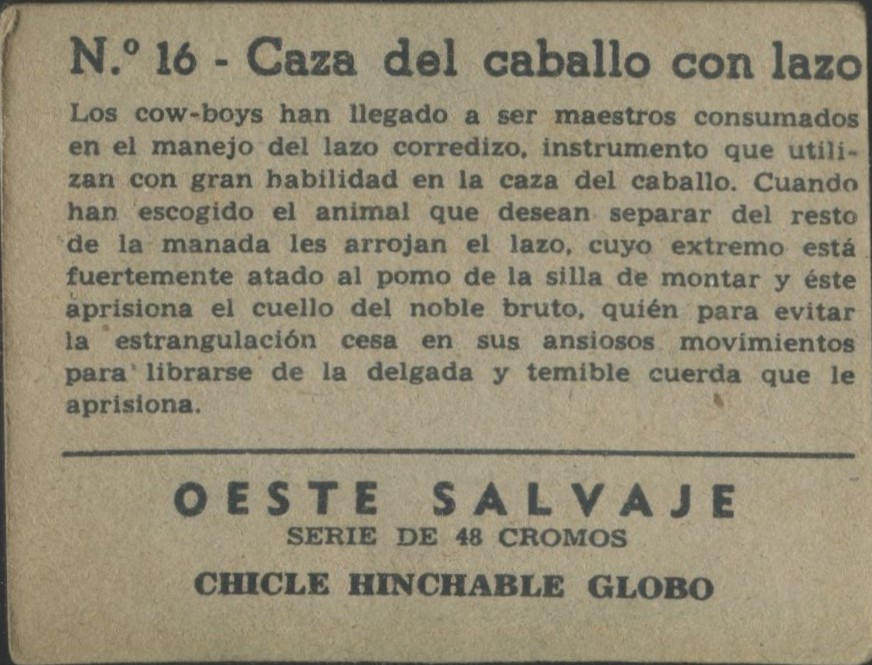 N.º 16 - Caza del caballo con lazo
Los cow-boys han llegado a ser maestros consumados
en el manejo del lazo corredizo, instrumento que utili-
zan con gran habilidad en la caza del caballo. Cuando
han escogido el animal que desean separar del resto
de la manada les arrojan el lazo, cuyo extremo está
fuertemente atado al pomo de la silla de montar y éste
aprisiona el cuello del noble bruto, quién para evitar
la estrangulación cesa en sus ansiosos movimientos
para librarse de la delgada y temible cuerda que le
aprisiona.
OESTE SALVAJE
SERIE DE 48 CROMOS
CHICLE HINCHABLE GLOBO